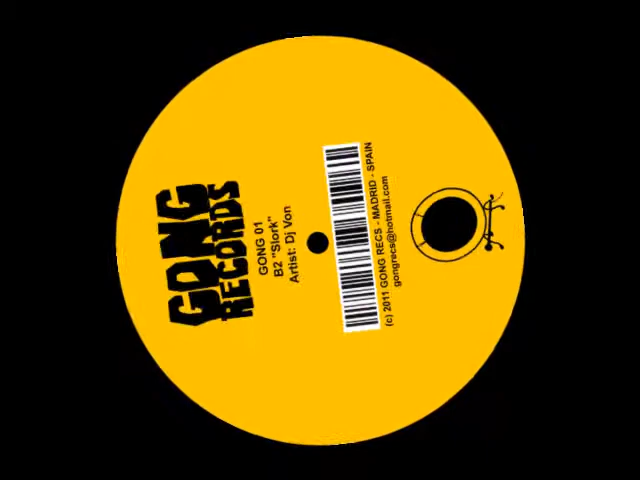 GONG
RECORDS
GONG 01
B2 "Slork"
Artist: Dj Von
(c) 2011 GONG RECS - MADRID - SPAIN
gongrecs@hotmail.com